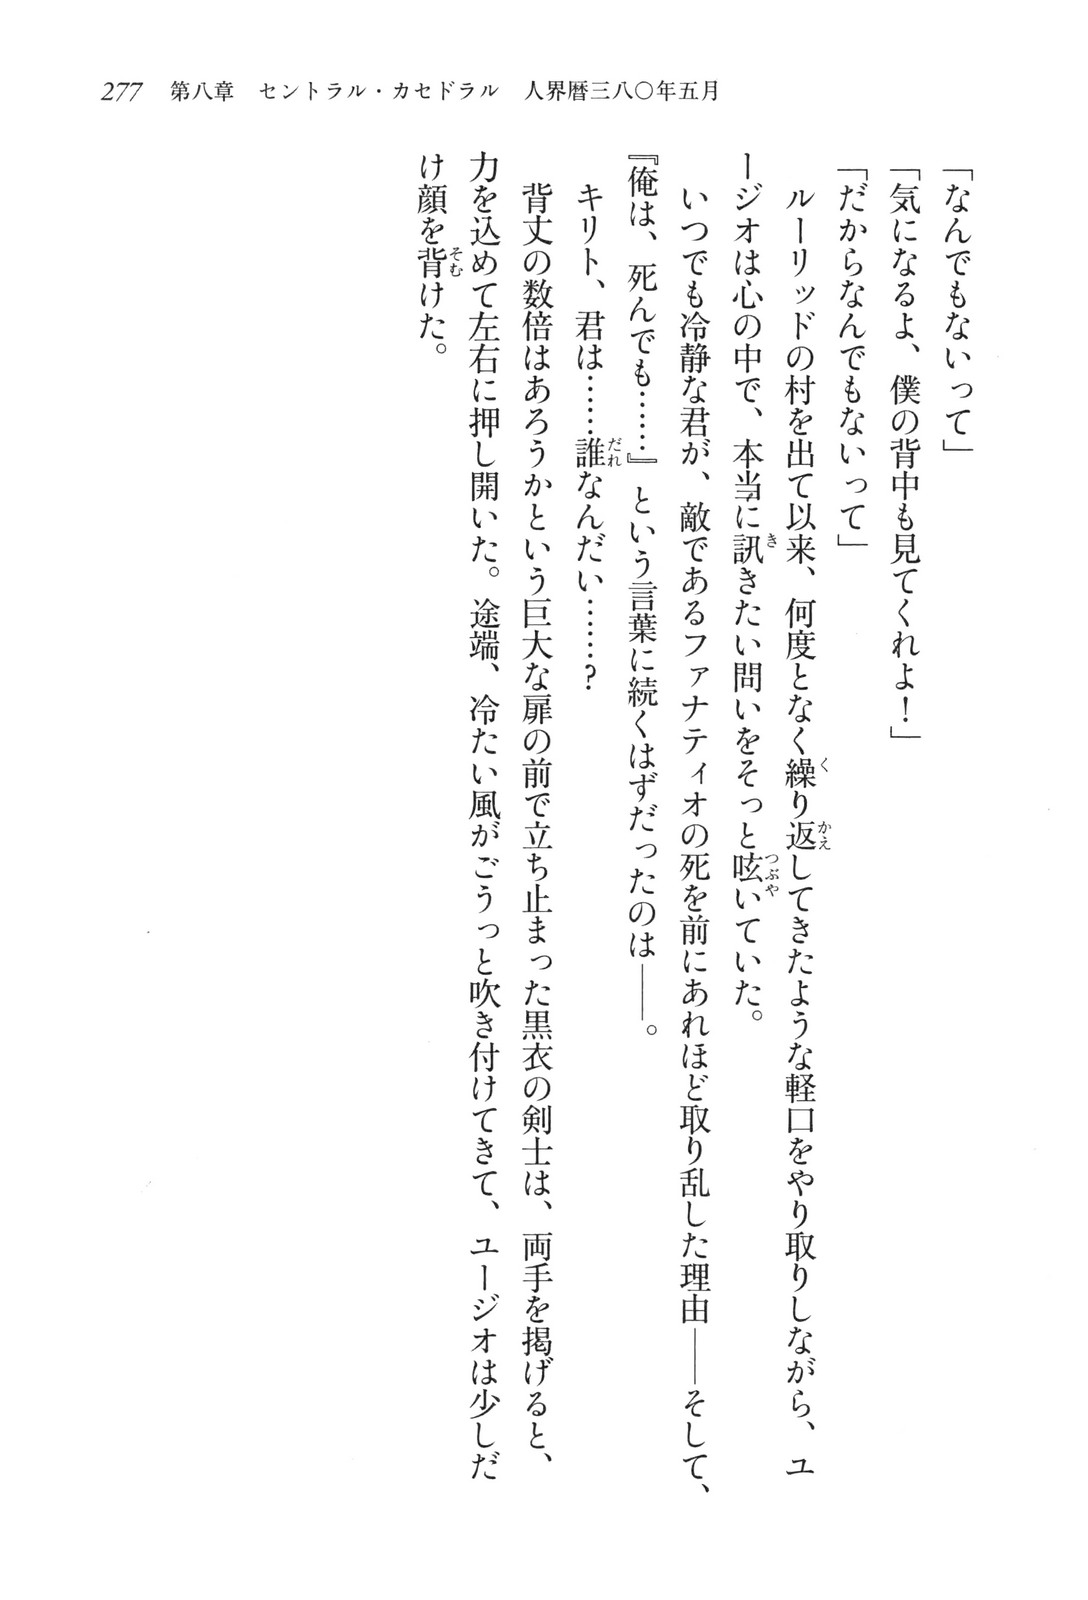 277 第八章 セントラル・カセドラル 人界暦三八〇年五月
「なんでもないって」
「気になるよ、僕の背中も見てくれよ！」
「だからなんでもないって」
　ルーリッドの村を出て以来、何度となく繰り返してきたような軽口をやり取りしながら、ユ
ージオは心の中で、本当に訊きたい問いをそっと呟いていた。
　いつでも冷静な君が、敵であるファナティオの死を前にあれほど取り乱した理由――そして、
『俺は、死んでも……』という言葉に続くはずだったのは――。
　キリト、君は……誰なんだい……？
　背丈の数倍はあろうかという巨大な扉の前で立ち止まった黒衣の剣士は、両手を掲げると、
力を込めて左右に押し開いた。途端、冷たい風がごうっと吹き付けてきて、ユージオは少しだ
け顔を背けた。